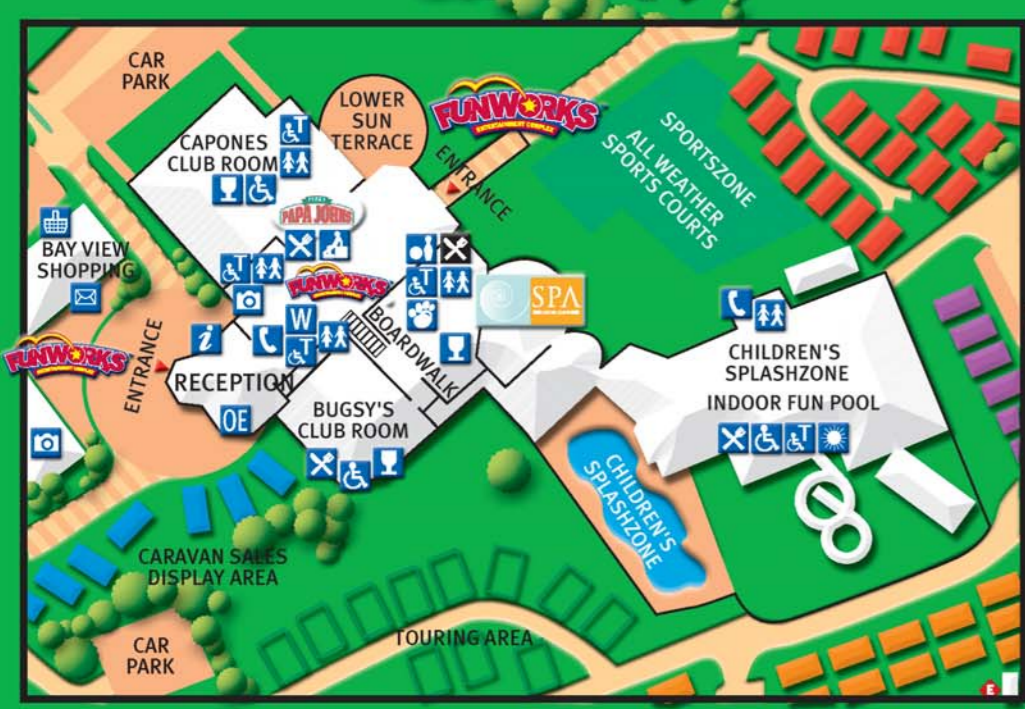 CAR
PARK
LOWER
SUN
TERRACE
FUNWORKS
ENTERTAINMENT COMPLEX
ENTRANCE
CAPONES
CLUB ROOM
T
SPORTSZONE
ALL WEATHER
SPORTS COURTS
PAPA JOHNS
BAY VIEW
SHOPPING
T
FUNWORKS
T
SPA
i
W
T
BOARDWALK
FUNWORKS
ENTRANCE
RECEPTION
OE
BUGSY'S
CLUB ROOM
CHILDREN'S
SPLASHZONE
INDOOR FUN POOL
T
CHILDREN'S
SPLASHZONE
CARAVAN SALES
DISPLAY AREA
CAR
PARK
TOURING AREA
E